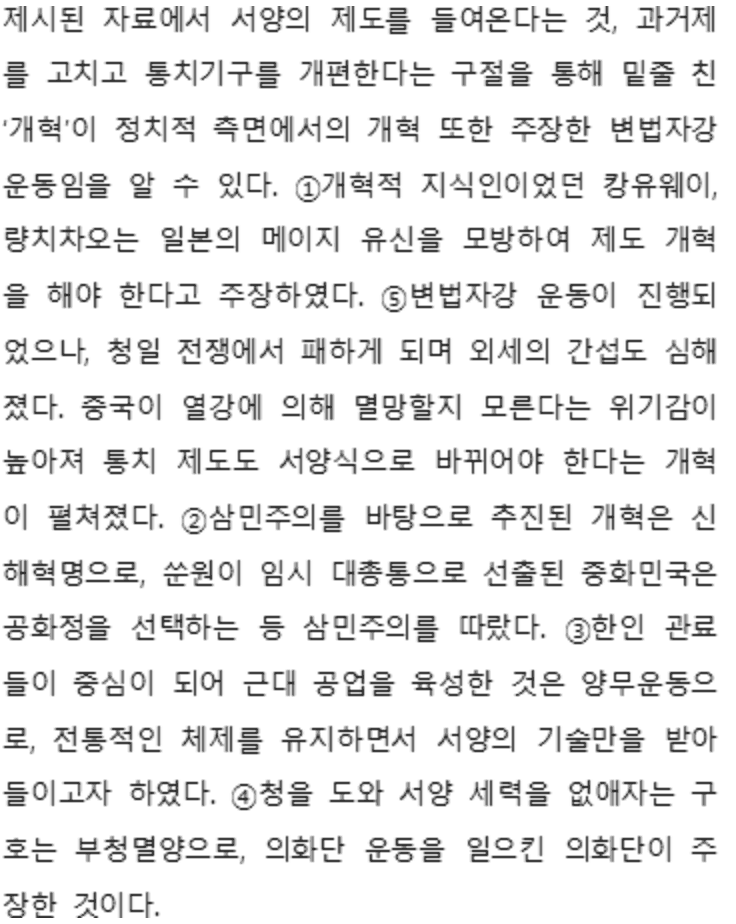 제시된 자료에서 서양의 제도를 들여온다는 것, 과거제
를 고치고 통치기구를 개편한다는 구절을 통해 밑줄 친
‘개혁’이 정치적 측면에서의 개혁 또한 주장한 변법자강
운동임을 알 수 있다. ①개혁적 지식인이었던 캉유웨이,
량치차오는 일본의 메이지 유신을 모방하여 제도 개혁
을 해야 한다고 주장하였다. ⑤변법자강 운동이 진행되
었으나, 청일 전쟁에서 패하게 되며 외세의 간섭도 심해
졌다. 중국이 열강에 의해 멸망할지 모른다는 위기감이
높아져 통치 제도도 서양식으로 바뀌어야 한다는 개혁
이 펼쳐졌다. ②삼민주의를 바탕으로 추진된 개혁은 신
해혁명으로, 쑨원이 임시 대총통으로 선출된 중화민국은
공화정을 선택하는 등 삼민주의를 따랐다. ③한인 관료
들이 중심이 되어 근대 공업을 육성한 것은 양무운동으
로, 전통적인 체제를 유지하면서 서양의 기술만을 받아
들이고자 하였다. ④청을 도와 서양 세력을 없애자는 구
호는 부청멸양으로, 의화단 운동을 일으킨 의화단이 주
장한 것이다.